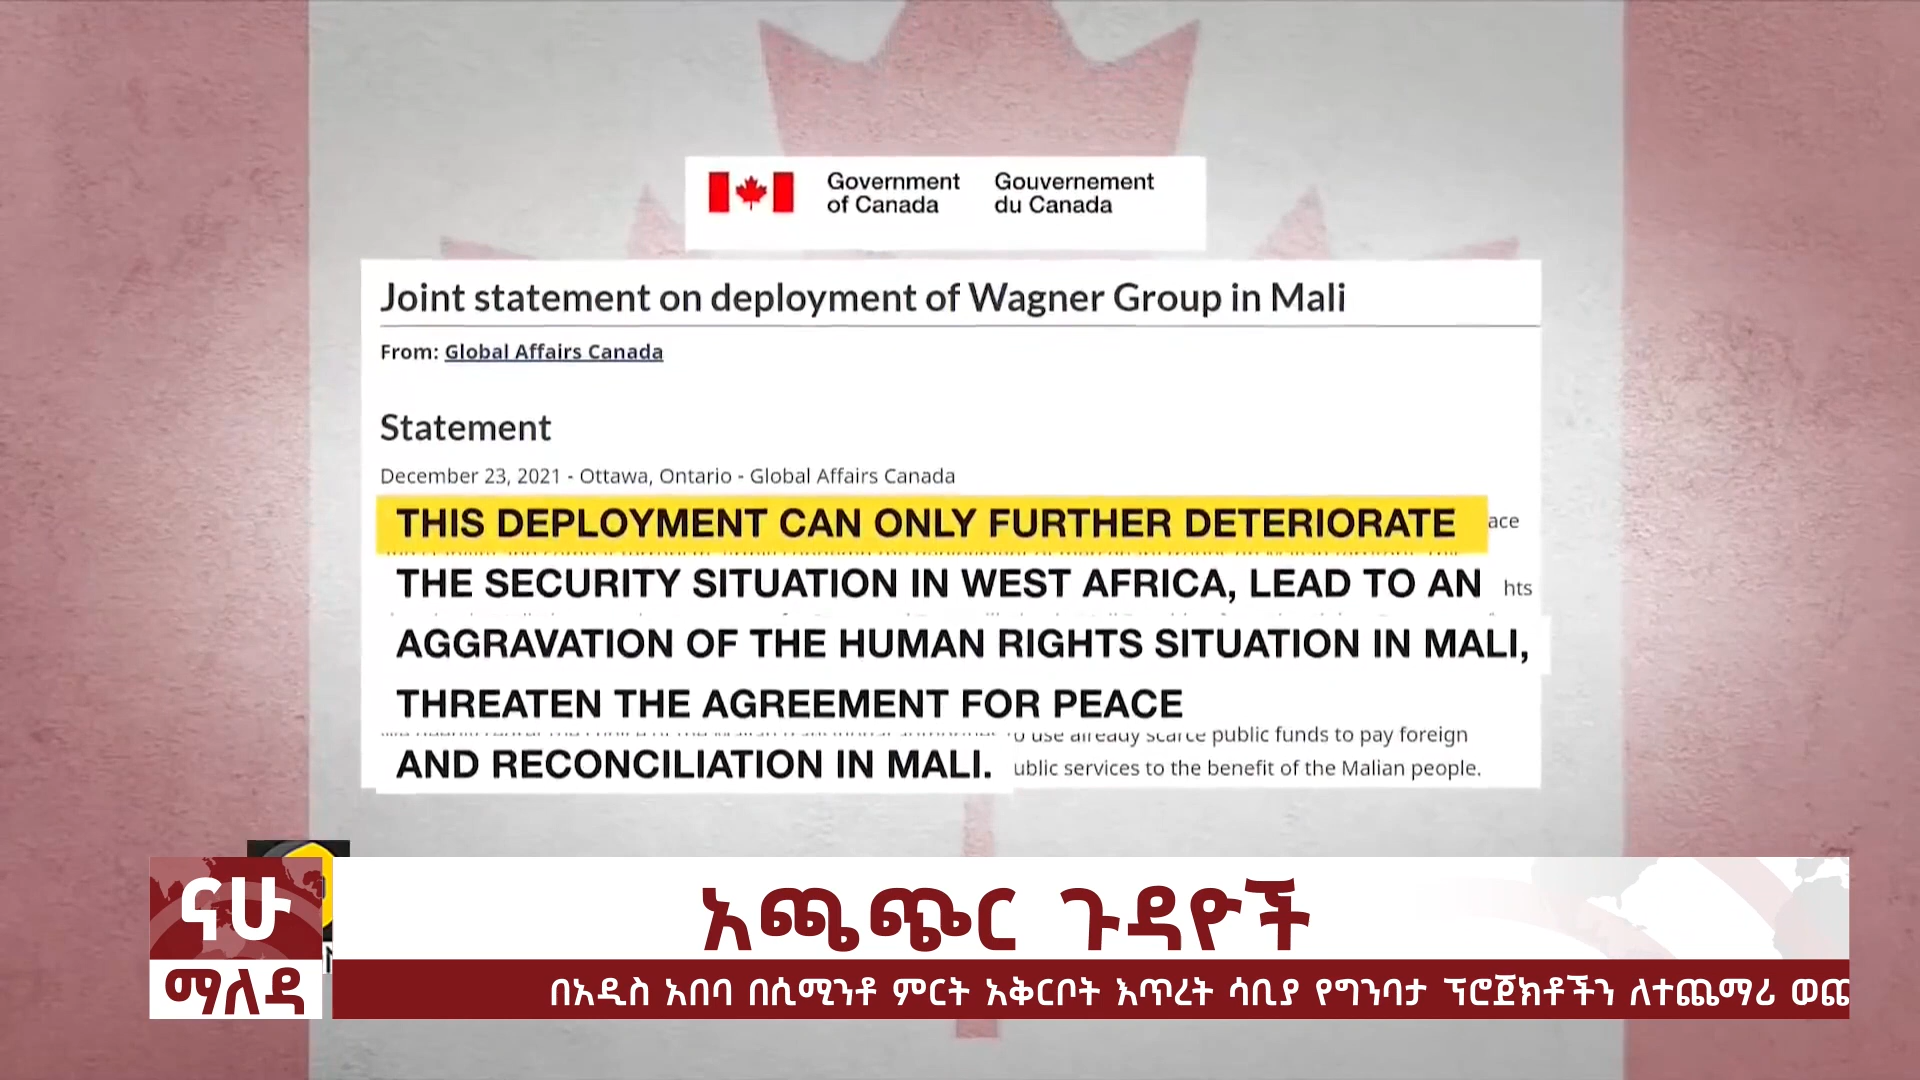 Government of Canada
Gouvernement du Canada
Joint statement on deployment of Wagner Group in Mali
From: Global Affairs Canada
Statement
December 23, 2021 - Ottawa, Ontario - Global Affairs Canada
THIS DEPLOYMENT CAN ONLY FURTHER DETERIORATE
THE SECURITY SITUATION IN WEST AFRICA, LEAD TO AN
AGGRAVATION OF THE HUMAN RIGHTS SITUATION IN MALI,
THREATEN THE AGREEMENT FOR PEACE
use already scarce public funds to pay foreign
AND RECONCILIATION IN MALI.
services to the benefit of the Malian people.
ናሁ
ማለዳ
አጫጭር ጉዳዮች
በአዲስ አበባ በሲሚንቶ ምርት አቅርቦት እጥረት ሳቢያ የግንባታ ፕሮጀክቶችን ለተጨማሪ